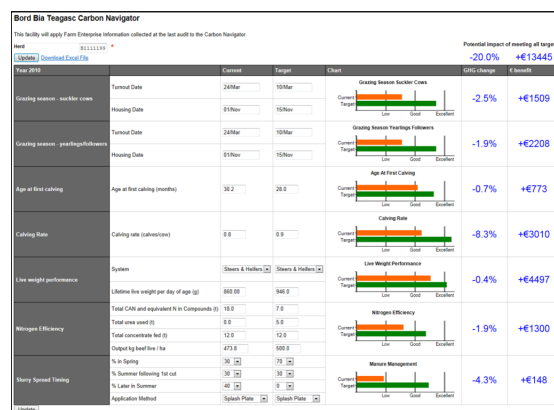 Bord Bia Teagasc Carbon Navigator
This facility will apply Farm Enterprise information collected at the last audit to the Carbon Navigator.
Herd B1111199 *
Potential impact of meeting all target
Update Download Excel File
-20.0% +€13445
Year 2010 Current Target Chart GHG change € benefit
Grazing season - suckler cows
Turnout Date 24/Mar 10/Mar
Housing Date 01/Nov 15/Nov
Grazing Season Suckler Cows
Current
Target
Low Good Excellent
-2.5% +€1509
Grazing season - yearlings/followers
Turnout Date 24/Mar 10/Mar
Housing Date 01/Nov 15/Nov
Grazing Season Yearlings Followers
Current
Target
Low Good Excellent
-1.9% +€2208
Age at first calving
Age at first calving (months) 30.2 28.0
Age At First Calving
Current
Target
Low Good Excellent
-0.7% +€773
Calving Rate
Calving rate (calves/cow) 0.8 0.9
Calving Rate
Current
Target
Low Good Excellent
-8.3% +€3010
Live weight performance
System Steers & Heifers Steers & Heifers
Lifetime live weight per day of age (g) 860.00 946.0
Live Weight Performance
Current
Target
Low Good Excellent
-0.4% +€4497
Nitrogen Efficiency
Total CAN and equivalent N in Compounds (t) 18.0 7.0
Total urea used (t) 0.0 5.0
Total concentrate fed (t) 12.0 12.0
Output kg beef live / ha 473.8 600.0
Nitrogen Efficiency
Current
Target
Low Good Excellent
-1.9% +€1300
Slurry Spread Timing
% in Spring 30 70
% Summer following 1st cut 30 30
% Later in Summer 40 0
Application Method Splash Plate Splash Plate
Manure Management
Current
Target
Low Good Excellent
-4.3% +€148
Update